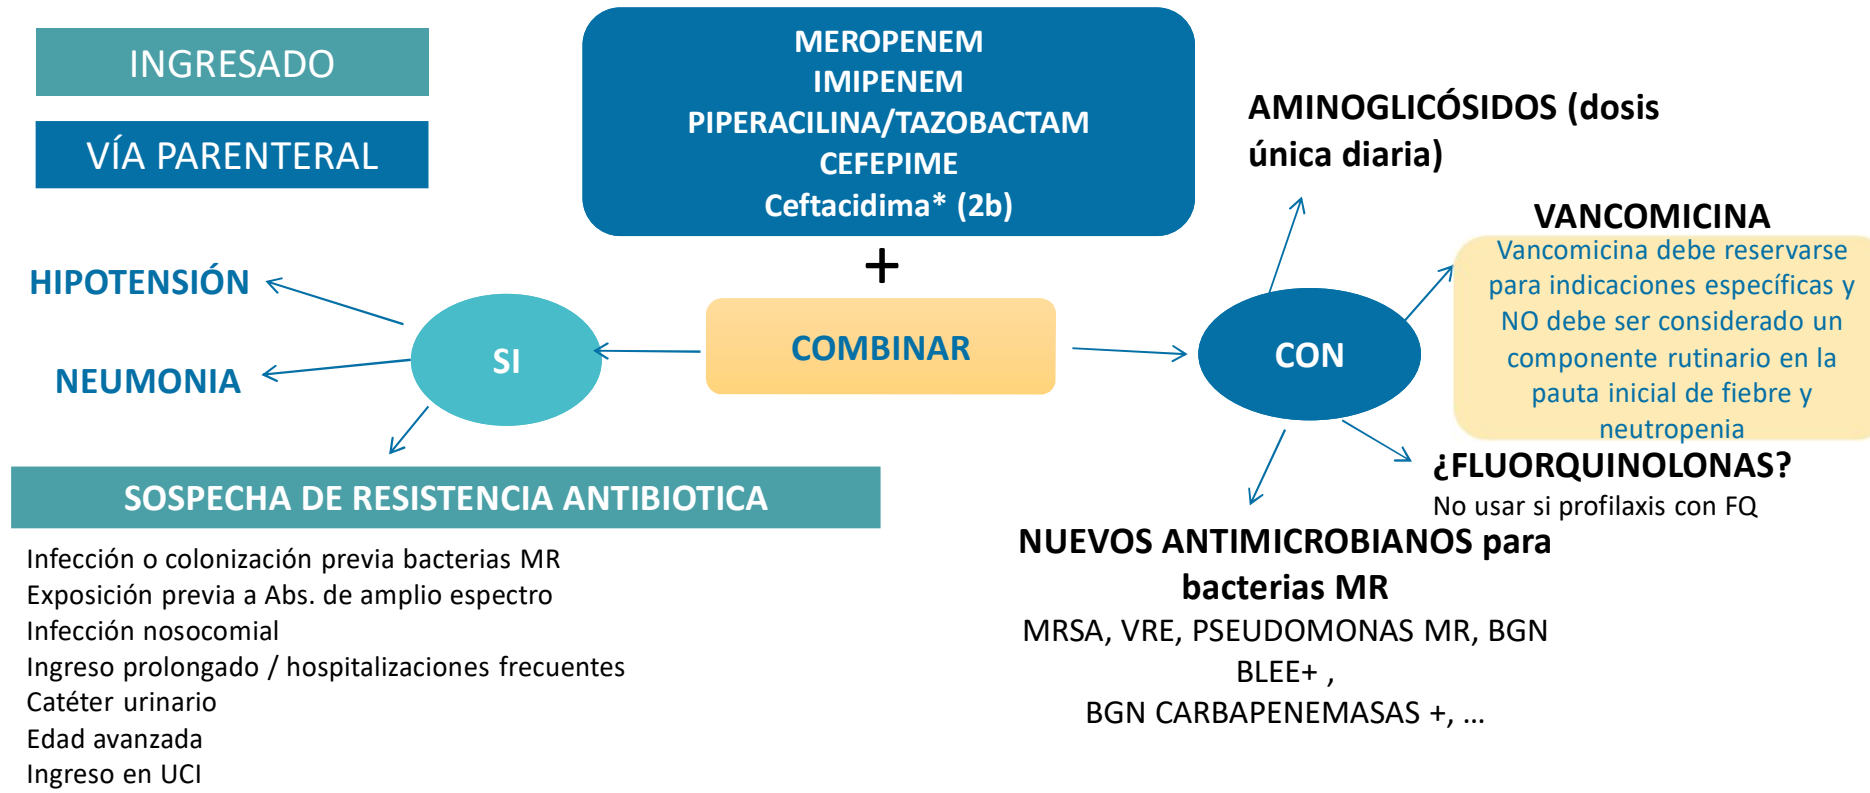 INGRESADO
VÍA PARENTERAL
MEROPENEM
IMIPENEM
PIPERACILINA/TAZOBACTAM
CEFEPIME
Ceftacidima* (2b)
+
COMBINAR
SI
HIPOTENSIÓN
NEUMONIA
SOSPECHA DE RESISTENCIA ANTIBIOTICA
Infección o colonización previa bacterias MR
Exposición previa a Abs. de amplio espectro
Infección nosocomial
Ingreso prolongado / hospitalizaciones frecuentes
Catéter urinario
Edad avanzada
Ingreso en UCI
CON
AMINOGLICÓSIDOS (dosis
única diaria)
VANCOMICINA
Vancomicina debe reservarse
para indicaciones específicas y
NO debe ser considerado un
componente rutinario en la
pauta inicial de fiebre y
neutropenia
¿FLUORQUINOLONAS?
No usar si profilaxis con FQ
NUEVOS ANTIMICROBIANOS para
bacterias MR
MRSA, VRE, PSEUDOMONAS MR, BGN
BLEE+ ,
BGN CARBAPENEMASAS +, …